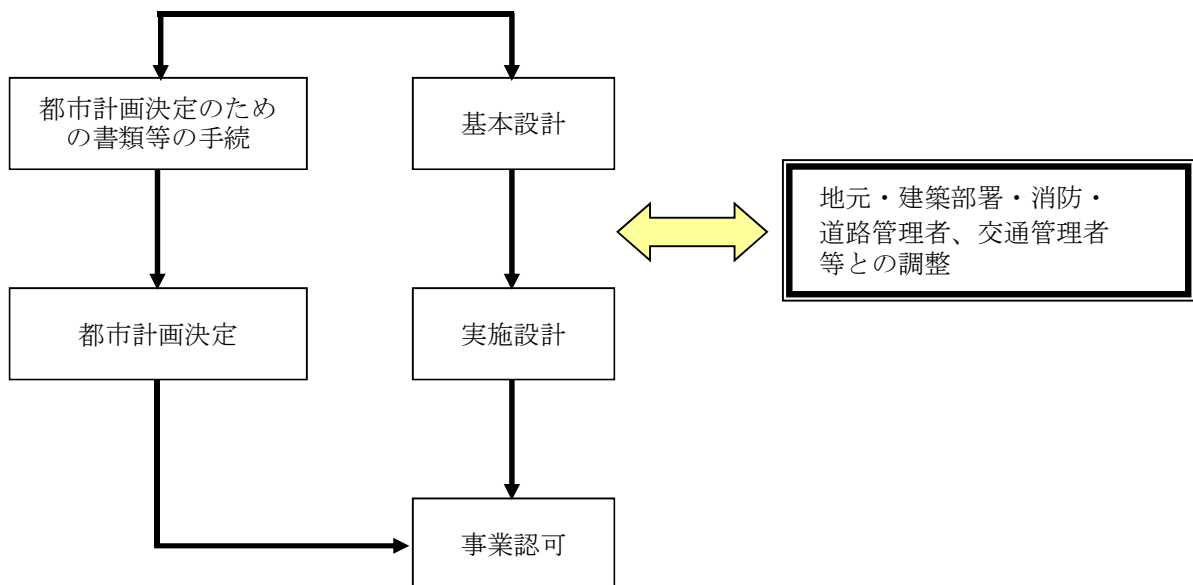 都市計画決定のため
の書類等の手続
基本設計
地元・建築部署・消防・
道路管理者、交通管理者
等との調整
都市計画決定
実施設計
事業認可